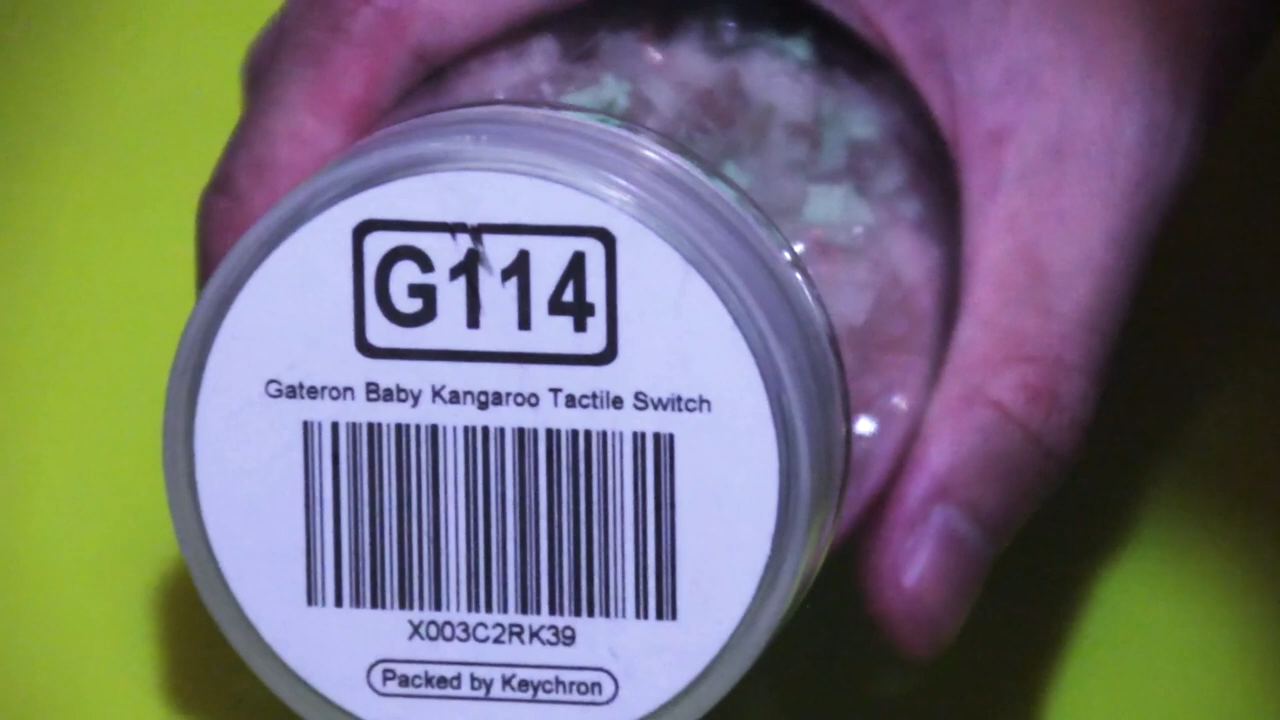 G114
Gateron Baby Kangaroo Tactile Switch
X003C2RK39
Packed by Keychron